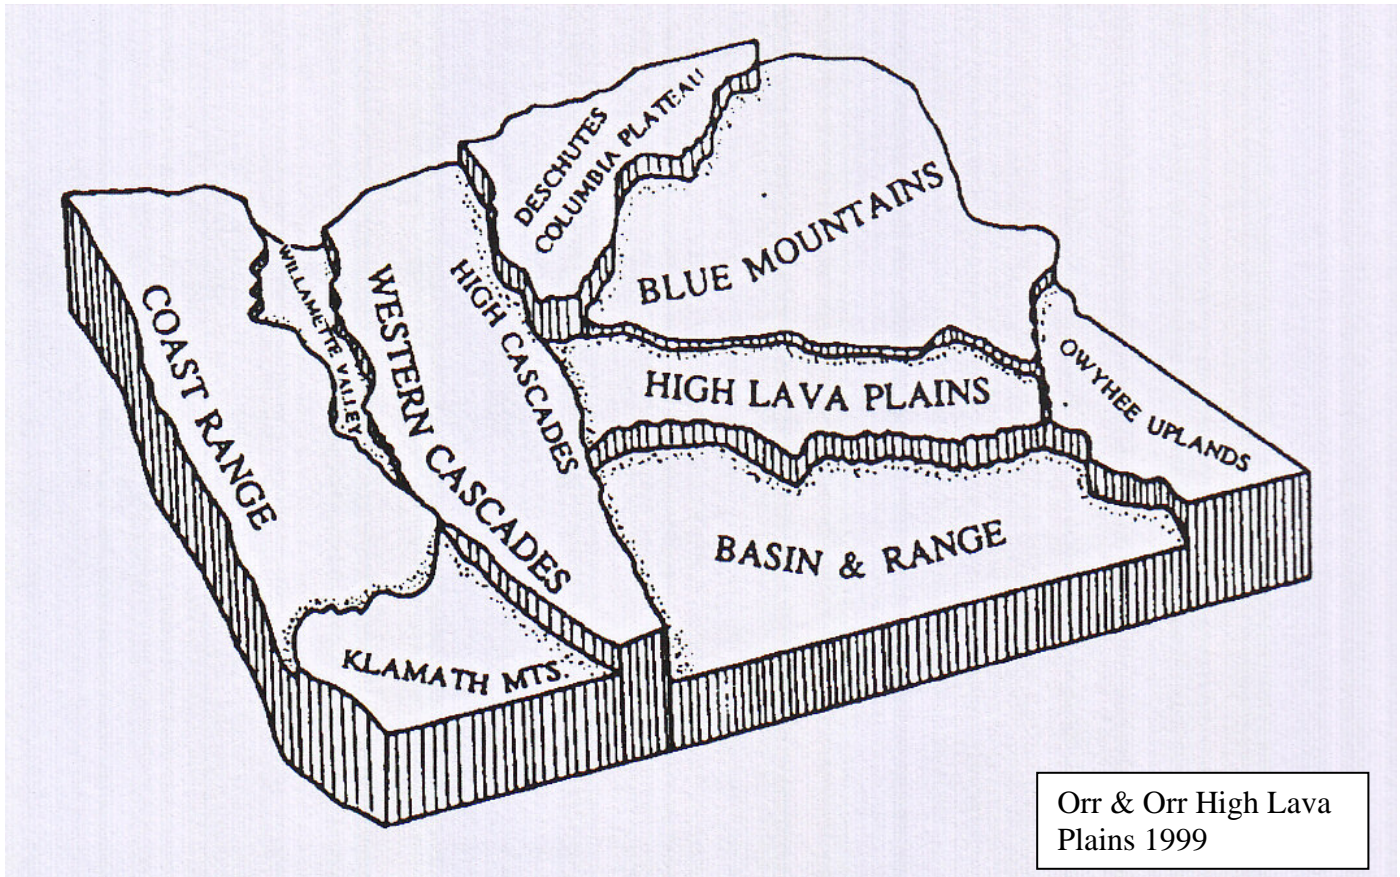 DESCHUTES
COLUMBIA PLATEAU
BLUE MOUNTAINS
WILLAMETTE VALLEY
HIGH CASCADES
WESTERN CASCADES
COAST RANGE
OWYHEE UPLANDS
HIGH LAVA PLAINS
BASIN & RANGE
KLAMATH MTS.
Orr & Orr High Lava
Plains 1999